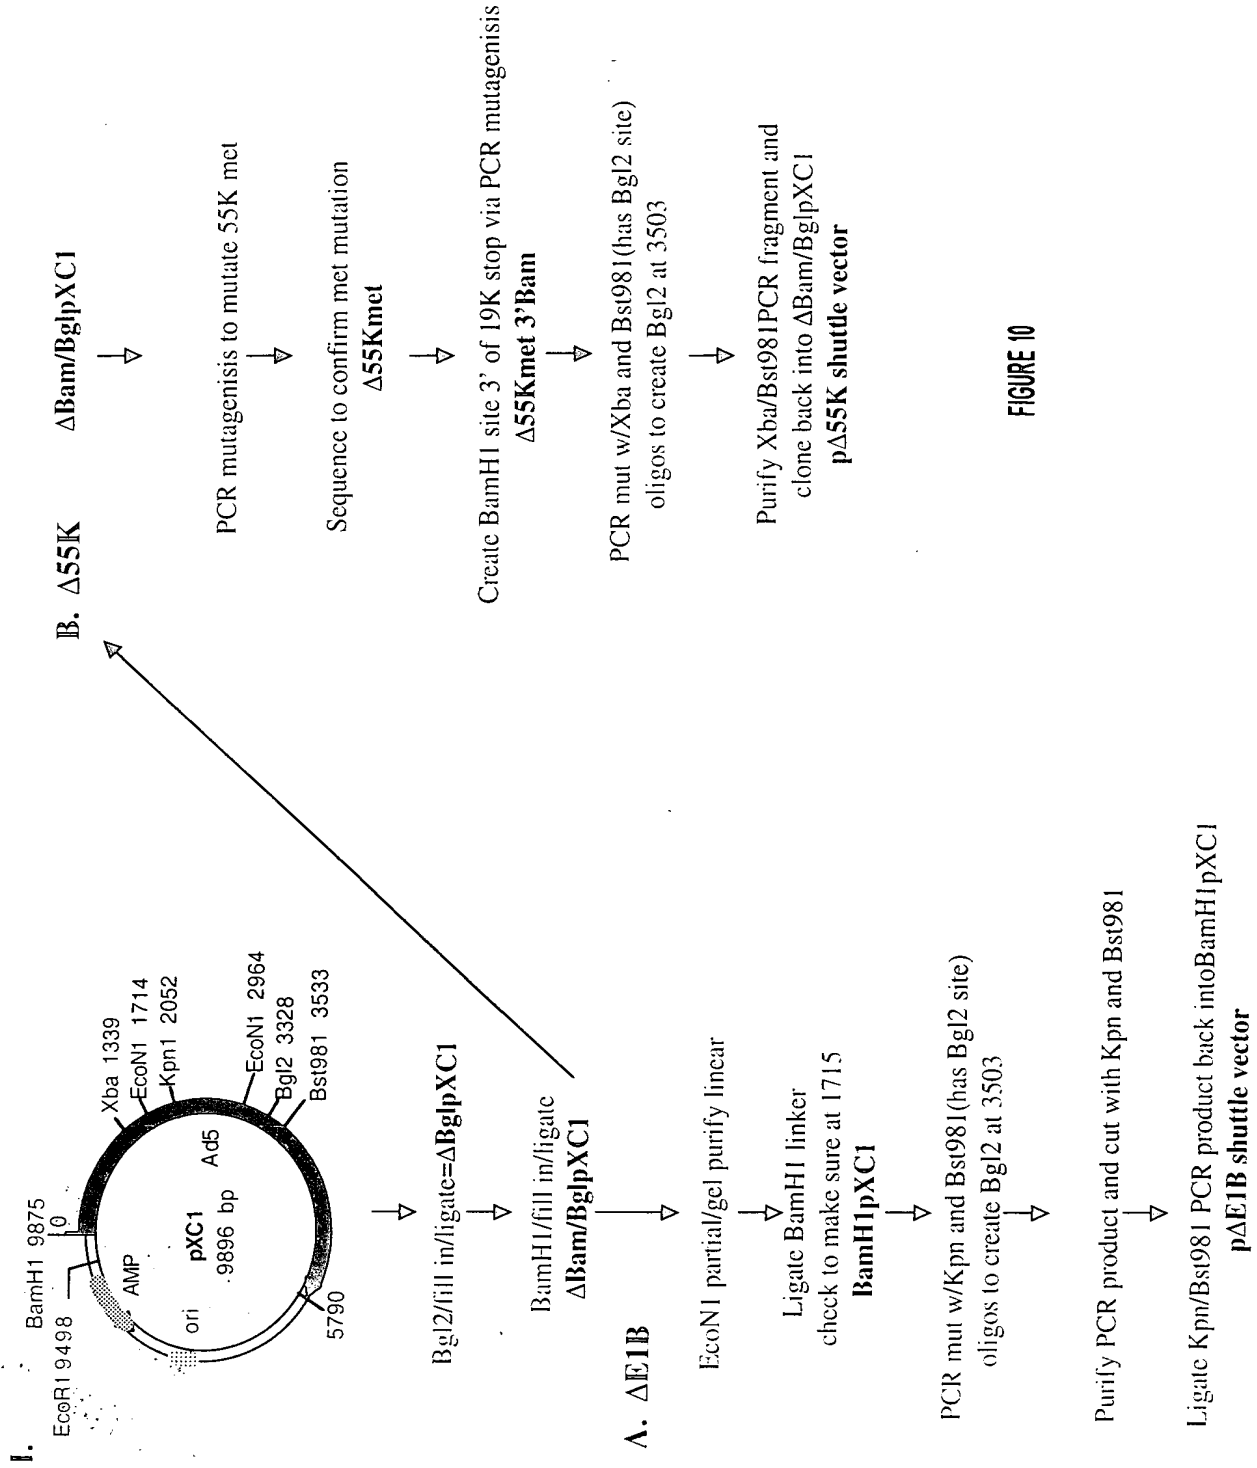 BamH1 9875
0
EcoR1 9498
Xba 1339
EcoN1 1714
Kpn1 2052
AMP
pXC1
9896 bp
Ad5
ori
EcoN1 2964
Bgl2 3328
Bst981 3533
5790
Bgl2/fill in/ligate=ΔBglpXC1
BamH1/fill in/ligate
ΔBam/BglpXC1
A. ΔE1B
EcoN1 partial/gel purify linear
Ligate BamH1 linker
check to make sure at 1715
BamH1pXC1
PCR mut w/Kpn and Bst981(has Bgl2 site)
oligos to create Bgl2 at 3503
Purify PCR product and cut with Kpn and Bst981
Ligate Kpn/Bst981 PCR product back intoBamH1pXC1
pΔE1B shuttle vector
B. Δ55K
ΔBam/BglpXC1
PCR mutagenisis to mutate 55K met
Sequence to confirm met mutation
Δ55Kmet
Create BamH1 site 3' of 19K stop via PCR mutagenisis
Δ55Kmet 3'Bam
PCR mut w/Xba and Bst981(has Bgl2 site)
oligos to create Bgl2 at 3503
Purify Xba/Bst981PCR fragment and
clone back into ΔBam/BglpXC1
pΔ55K shuttle vector
FIGURE 10